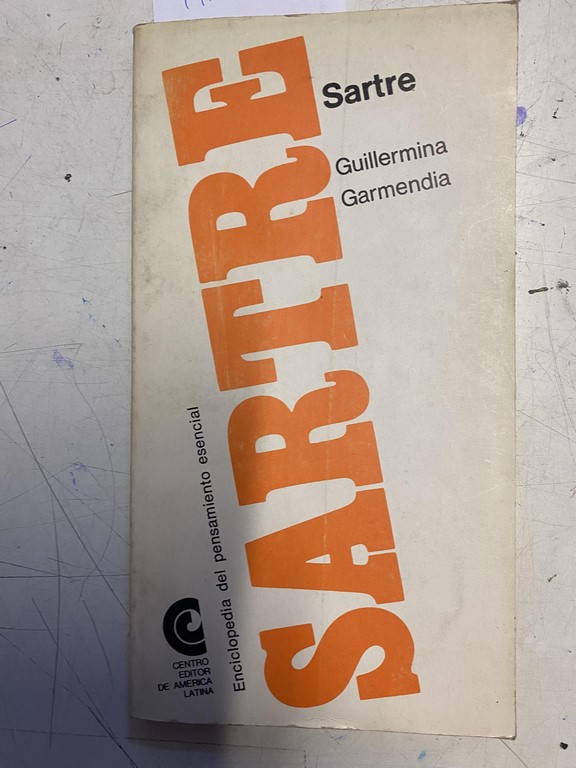 Sartre
Guillermina
Garmendia
SARTRE
Enciclopedia del pensamiento esencial
CENTRO
EDITOR
DE AMERICA
LATINA